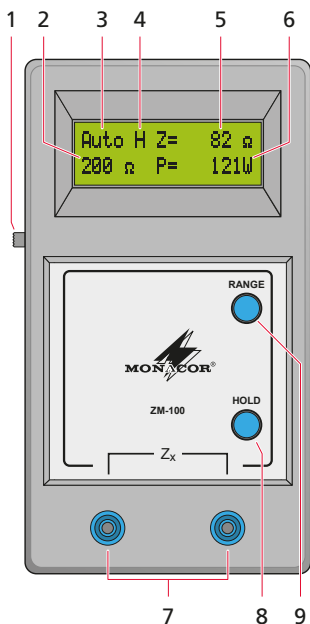 1 2 3 4 5 6
Auto H Z= 82 Ω
200 Ω P= 121W
RANGE
MONACOR®
HOLD
ZM-100
Zx
7 8 9